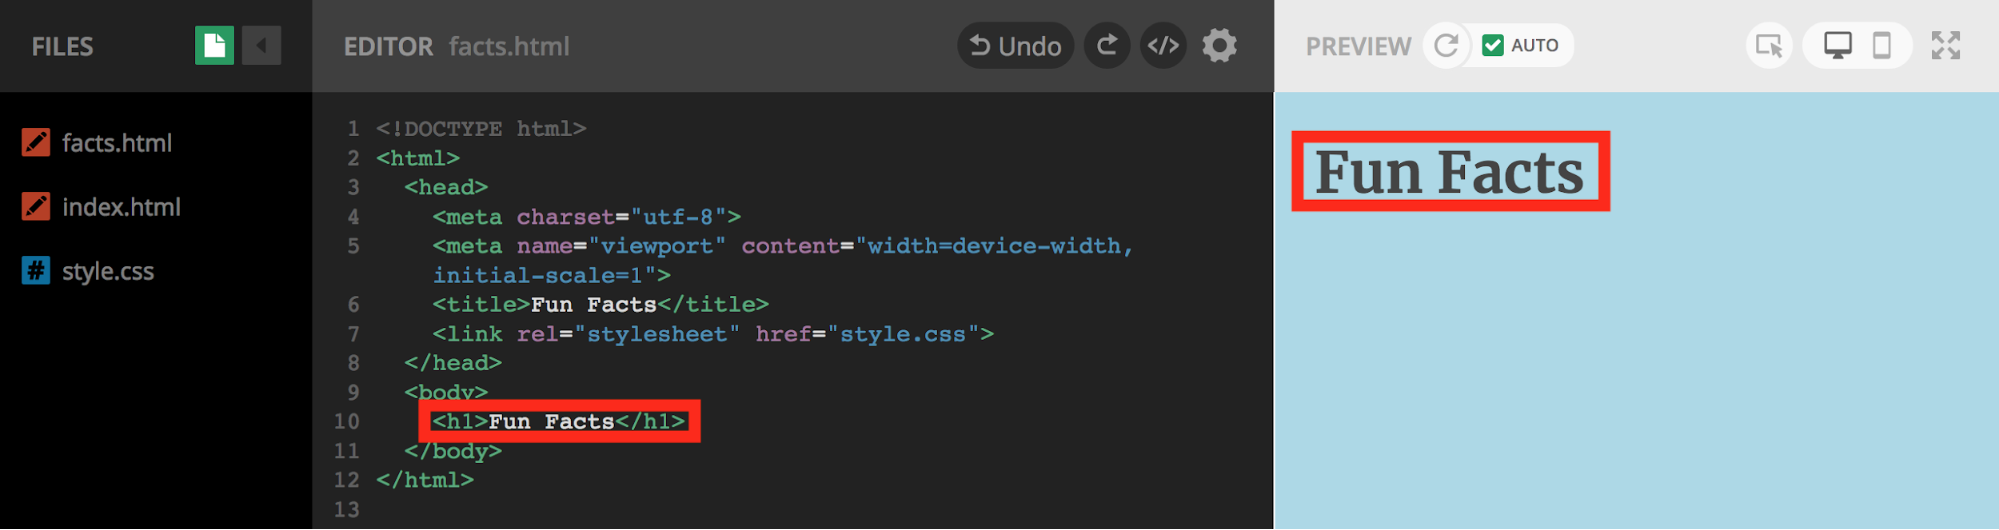 FILES
EDITOR facts.html
Undo
</>
PREVIEW
AUTO
facts.html
index.html
# style.css
1 <!DOCTYPE html>
2 <html>
3 <head>
4 <meta charset="utf-8">
5 <meta name="viewport" content="width=device-width,
initial-scale=1">
6 <title>Fun Facts</title>
7 <link rel="stylesheet" href="style.css">
8 </head>
9 <body>
10 <h1>Fun Facts</h1>
11 </body>
12 </html>
13
Fun Facts